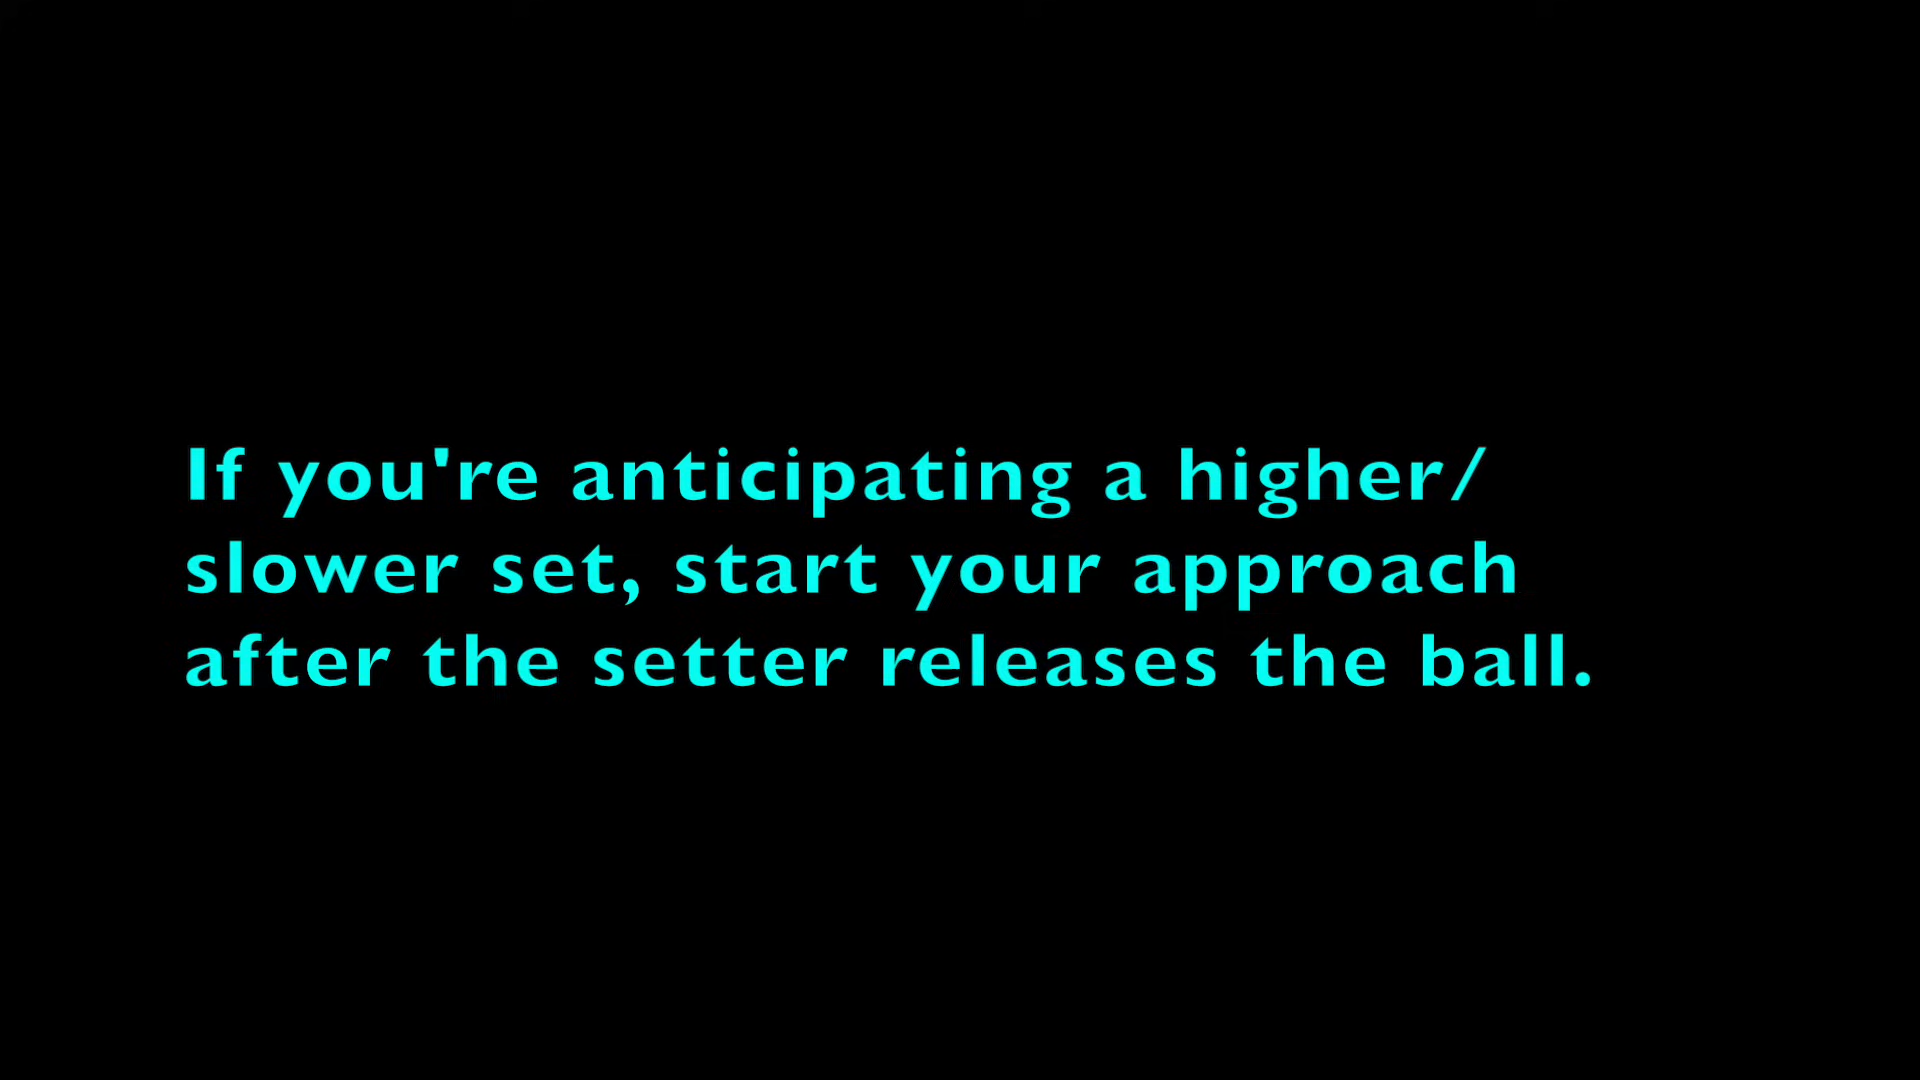 If you're anticipating a higher/
slower set, start your approach
after the setter releases the ball.